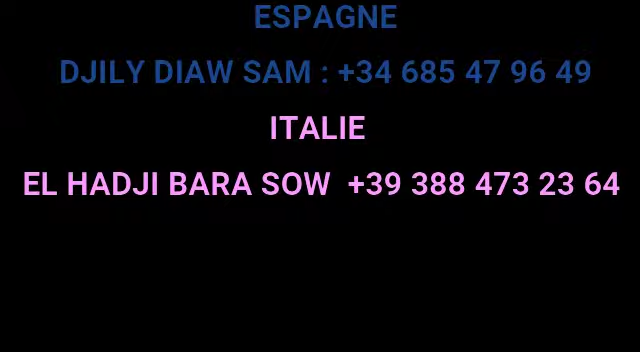 ESPAGNE
DJILY DIAW SAM : +34 685 47 96 49
ITALIE
EL HADJI BARA SOW  +39 388 473 23 64